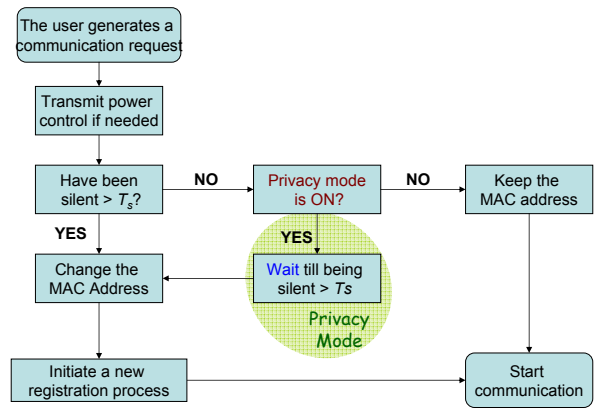 The user generates a
communication request
Transmit power
control if needed
Have been
silent > Ts?
NO
Privacy mode
is ON?
NO
Keep the
MAC address
YES
YES
Change the
MAC Address
Wait till being
silent > Ts
Privacy
Mode
Initiate a new
registration process
Start
communication